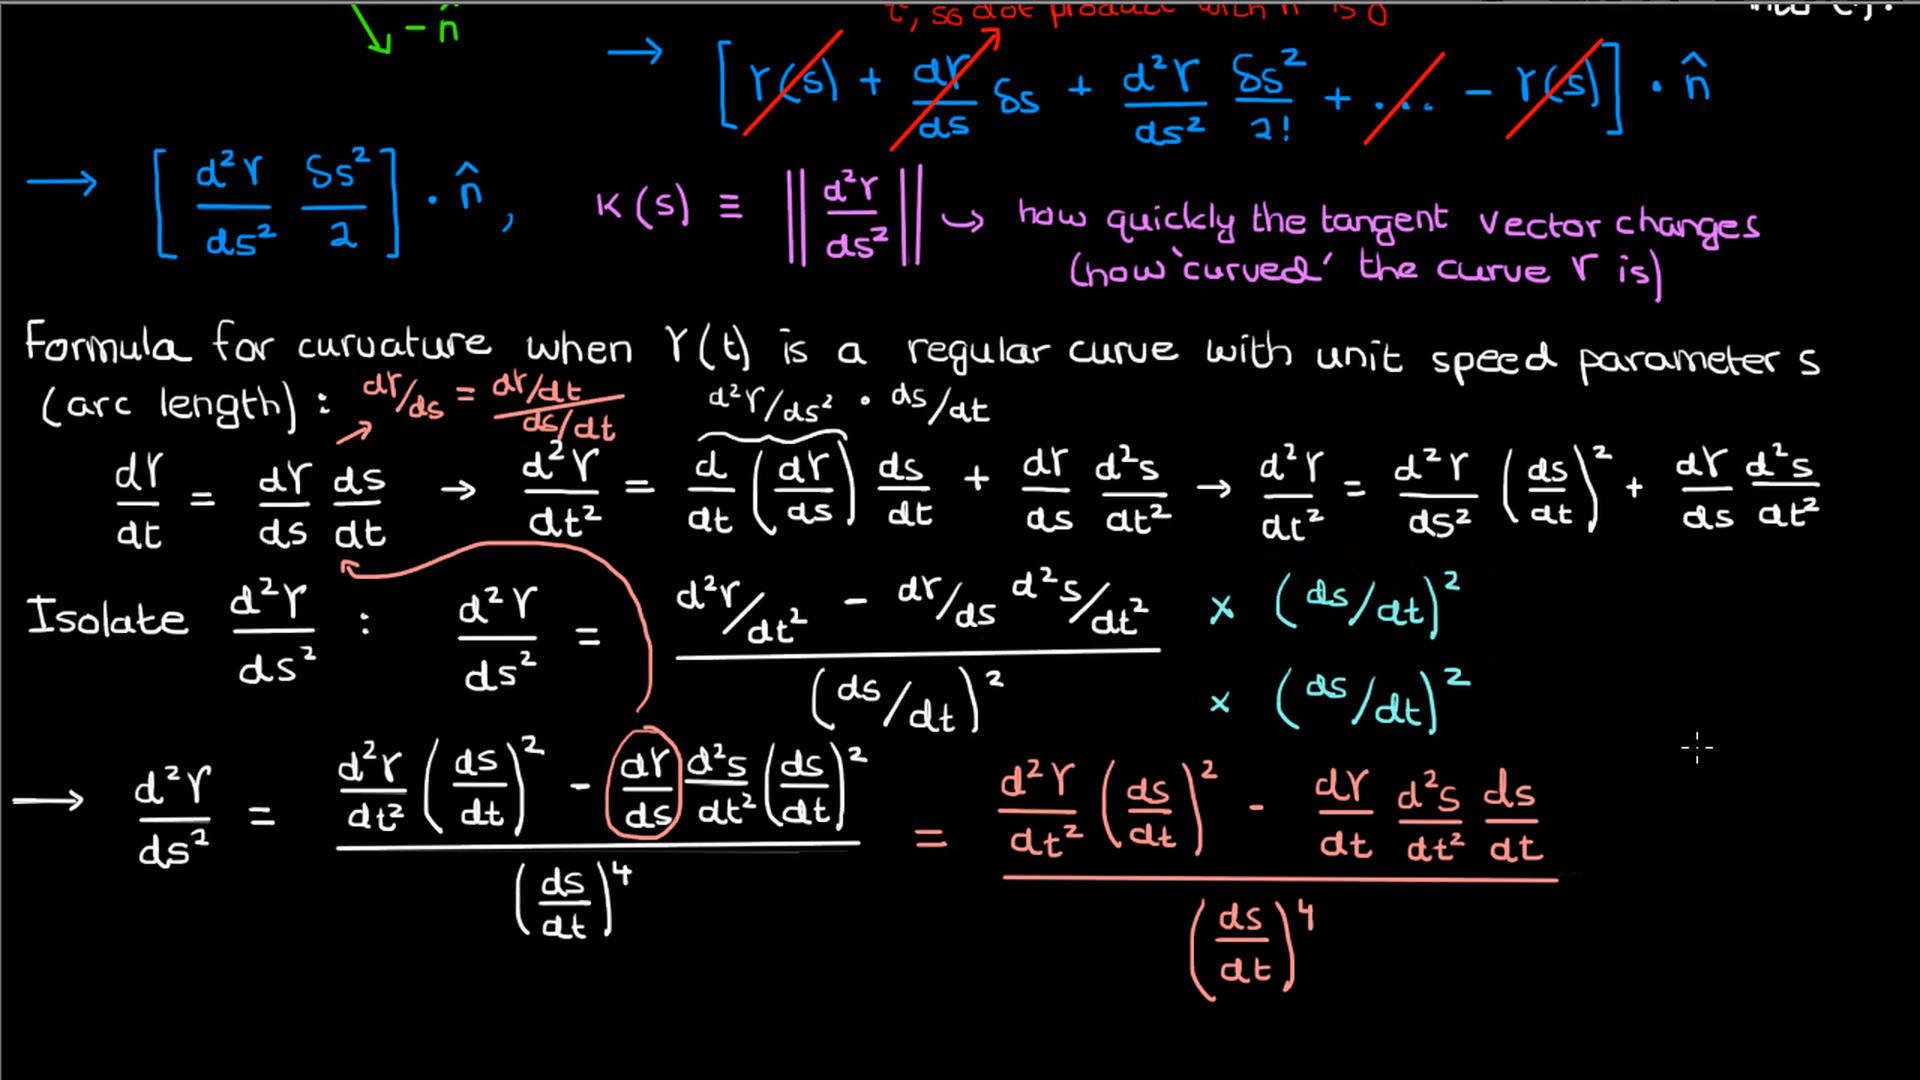 τ, so dot product with n is 0
into (*).
↘ - n̂
→ [r(s) + dr/ds δs + d²r/ds² δs²/2! + ... - r(s)] · n̂
→ [d²r/ds² δs²/2] · n̂ , κ(s) ≡ ||d²r/ds²|| ↪ how quickly the tangent vector changes
(how 'curved' the curve r is)
Formula for curvature when r(t) is a regular curve with unit speed parameter s
(arc length) : dr/ds = (dr/dt)/(ds/dt) d²r/ds² · ds/dt
dr/dt = dr/ds ds/dt → d²r/dt² = d/dt (dr/ds) ds/dt + dr/ds d²s/dt² → d²r/dt² = d²r/ds² (ds/dt)² + dr/ds d²s/dt²
Isolate d²r/ds² : d²r/ds² = (d²r/dt² - dr/ds d²s/dt²)/(ds/dt)² × (ds/dt)² × (ds/dt)²
→ d²r/ds² = (d²r/dt² (ds/dt)² - dr/ds d²s/dt² (ds/dt)²)/(ds/dt)⁴ = (d²r/dt² (ds/dt)² - dr/dt d²s/dt² ds/dt)/(ds/dt)⁴